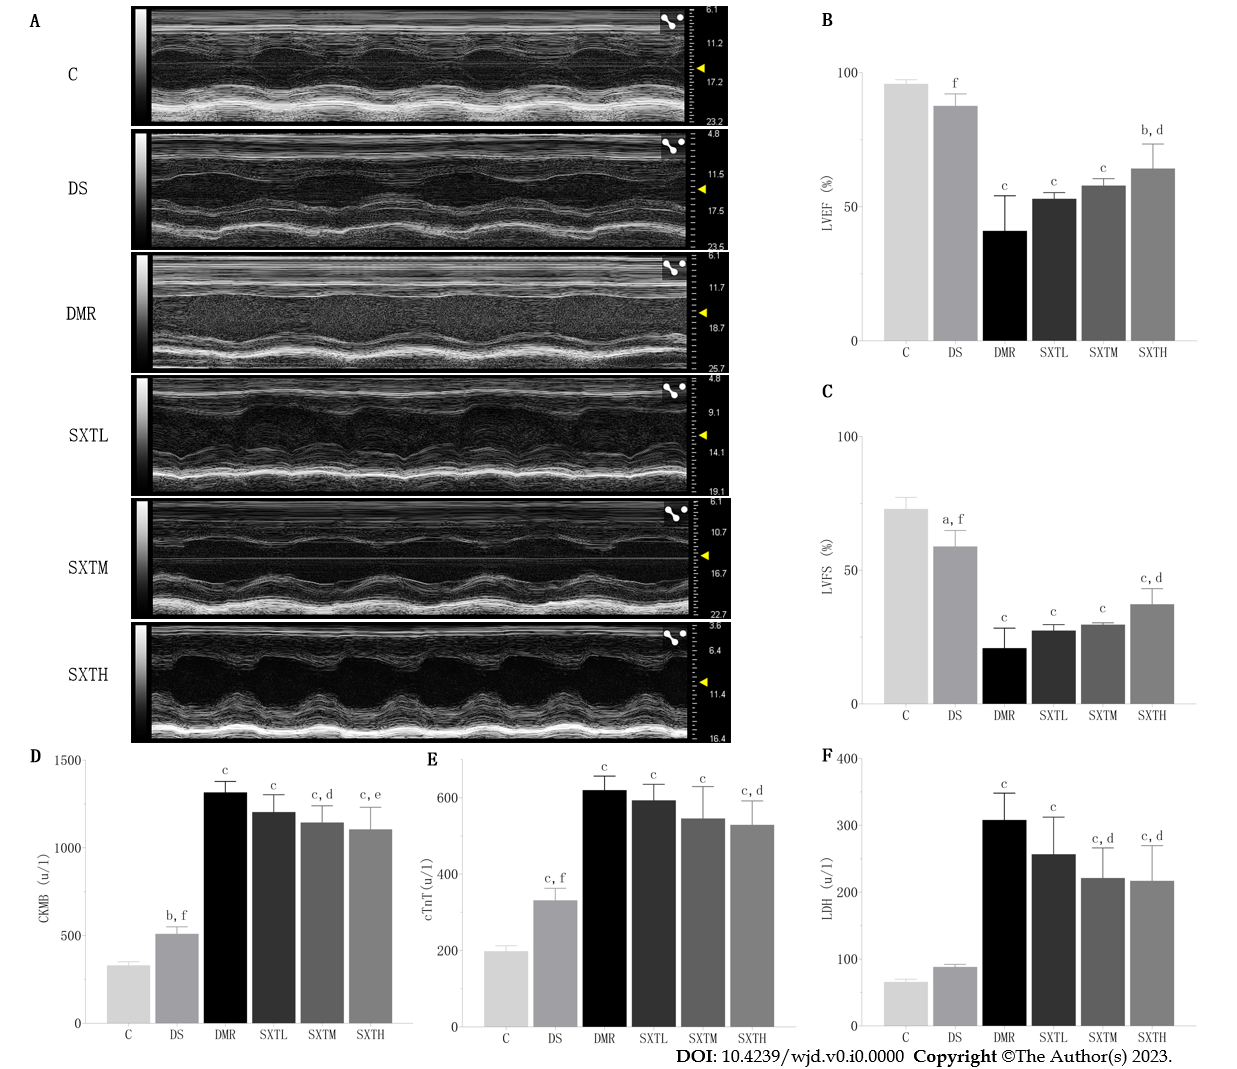 A
C
6.1
11.2
17.2
23.2
DS
4.8
11.5
17.5
23.5
DMR
6.1
11.7
18.7
25.7
SXTL
4.8
9.1
14.1
19.1
SXTM
6.1
10.7
16.7
22.7
SXTH
3.6
6.4
11.4
16.4
B
LVEF (%)
100
50
0
f
c
c
c
b, d
C DS DMR SXTL SXTM SXTH
C
LVFS (%)
100
50
0
a, f
c
c
c
c, d
C DS DMR SXTL SXTM SXTH
D
CKMB (u/l)
1500
1000
500
0
b, f
c
c
c, d
c, e
C DS DMR SXTL SXTM SXTH
E
cTnT(u/l)
600
400
200
0
c, f
c
c
c
c, d
C DS DMR SXTL SXTM SXTH
F
LDH (u/l)
400
300
200
100
0
c
c
c, d
c, d
C DS DMR SXTL SXTM SXTH
DOI: 10.4239/wjd.v0.i0.0000 Copyright ©The Author(s) 2023.